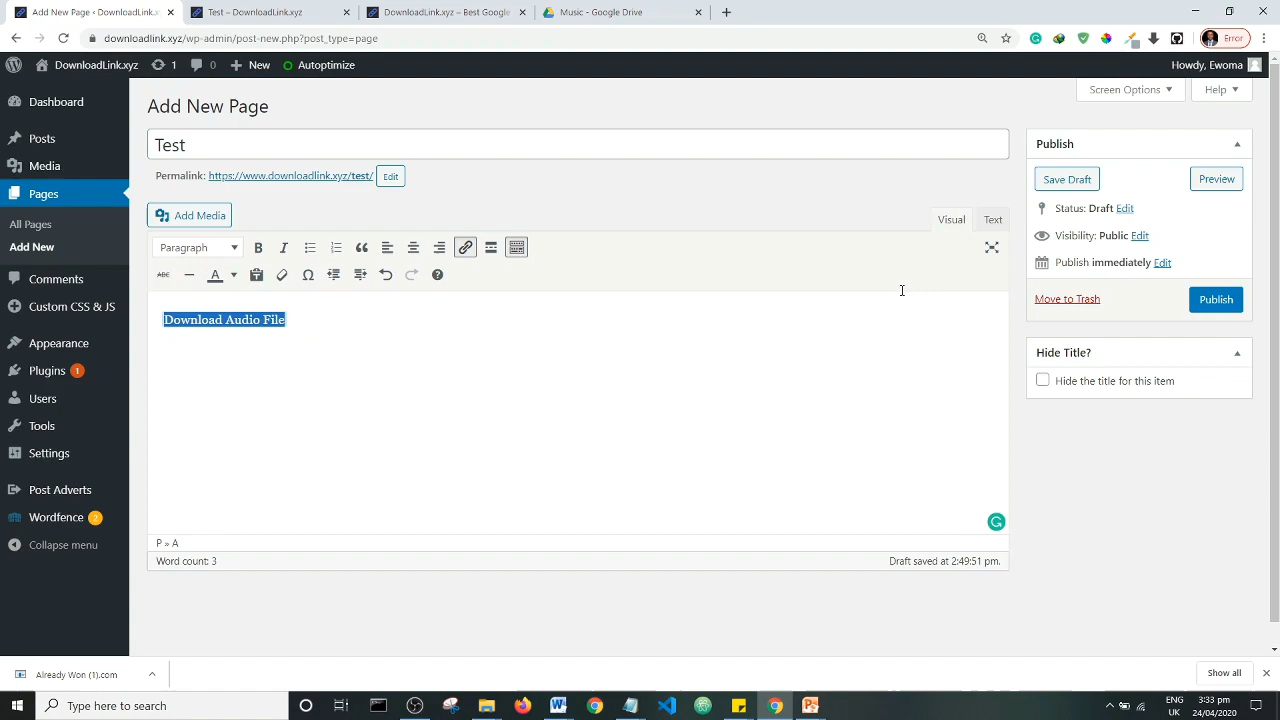 Add New Page ‹ DownloadLink.x
Test – DownloadLink.xyz
DownloadLink.xyz – Best Google
Music - Google Drive
downloadlink.xyz/wp-admin/post-new.php?post_type=page
Error
DownloadLink.xyz
1
0
New
Autoptimize
Howdy, Ewoma
Dashboard
Posts
Media
Pages
All Pages
Add New
Comments
Custom CSS & JS
Appearance
Plugins 1
Users
Tools
Settings
Post Adverts
Wordfence 2
Collapse menu
Screen Options
Help
Add New Page
Test
Permalink: https://www.downloadlink.xyz/test/ Edit
Add Media
Visual
Text
Paragraph
B
I
ABC
A
Ω
Download Audio File
P » A
Word count: 3
Draft saved at 2:49:51 pm.
Publish
Save Draft
Preview
Status: Draft Edit
Visibility: Public Edit
Publish immediately Edit
Move to Trash
Publish
Hide Title?
Hide the title for this item
Already Won (1).com
Show all
Type here to search
ENG
UK
3:33 pm
24/04/2020